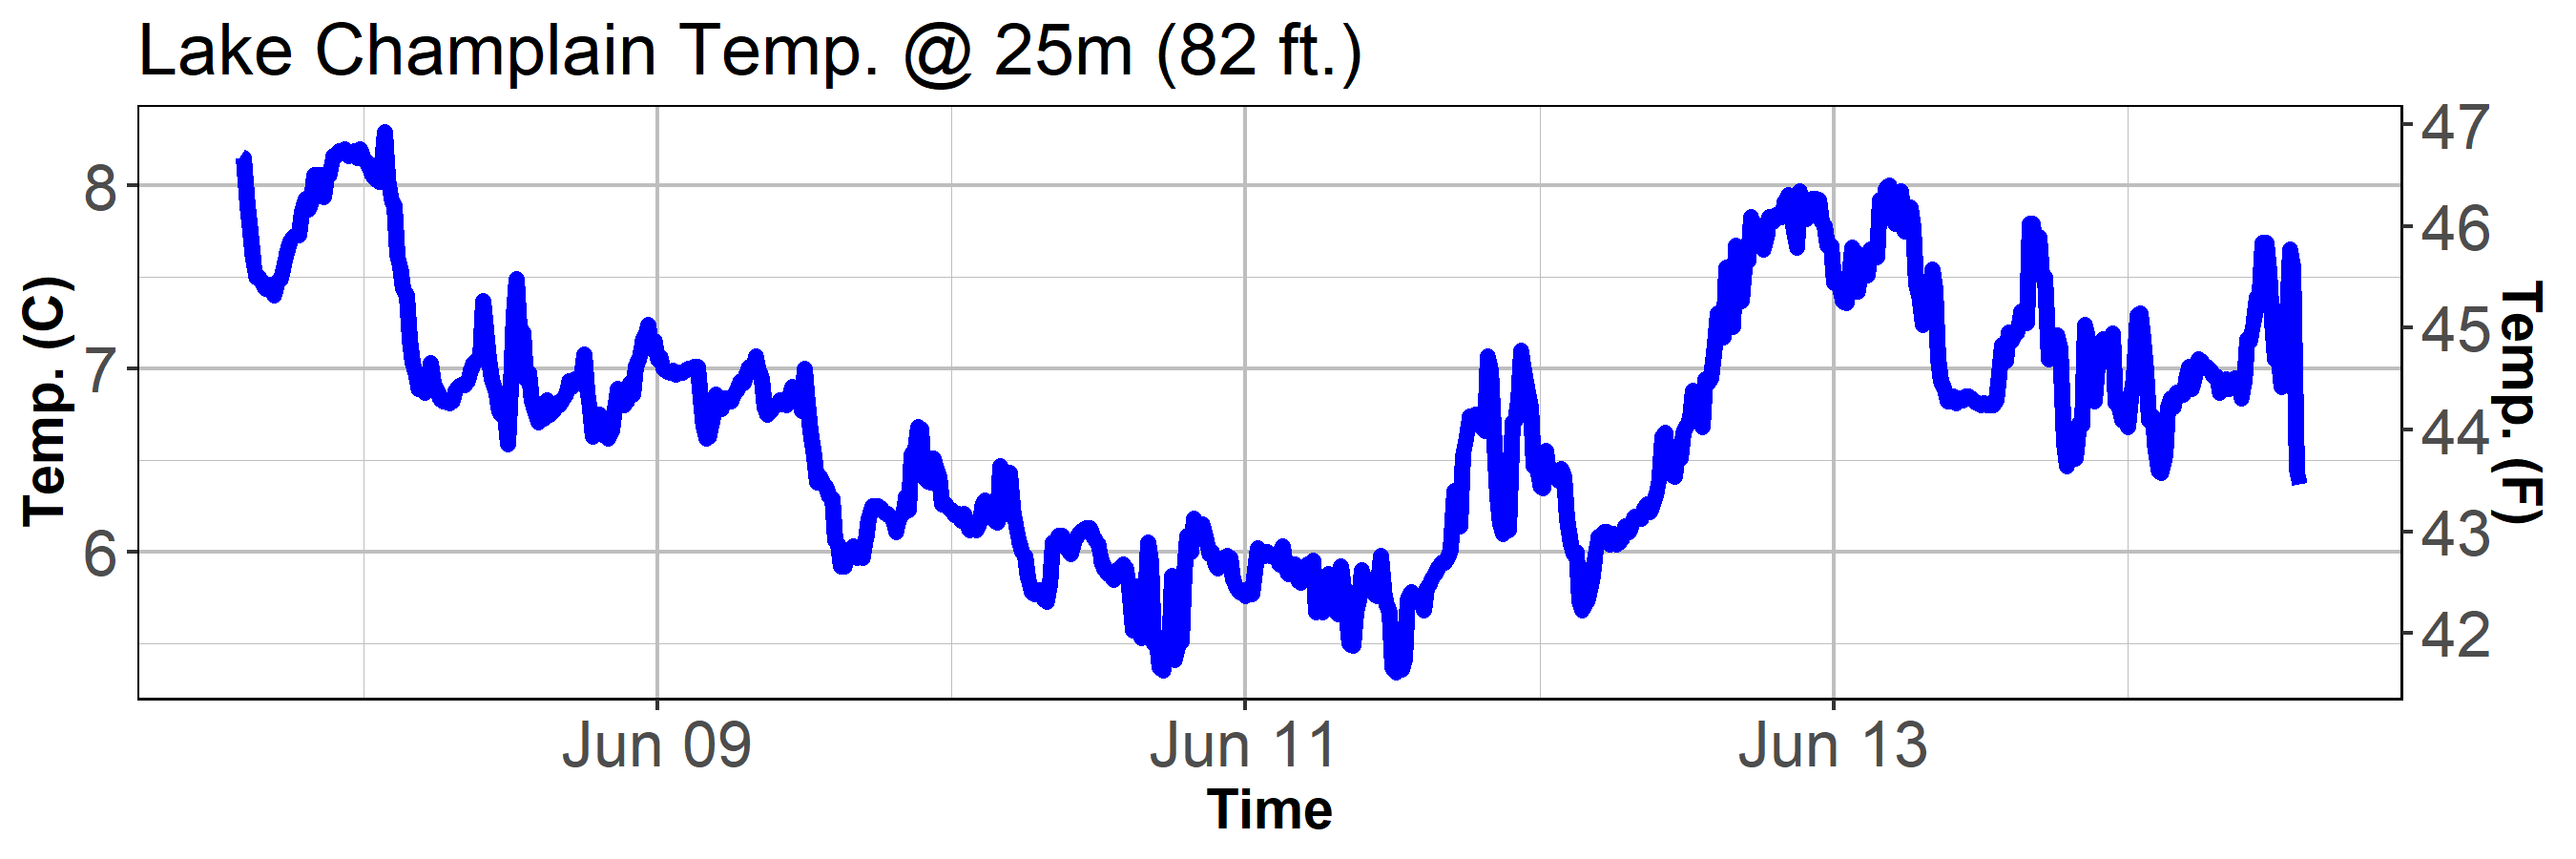 Lake Champlain Temp. @ 25m (82 ft.)
Temp. (C)
8
7
6
47
46
45
44
43
42
Temp. (F)
Jun 09
Jun 11
Jun 13
Time